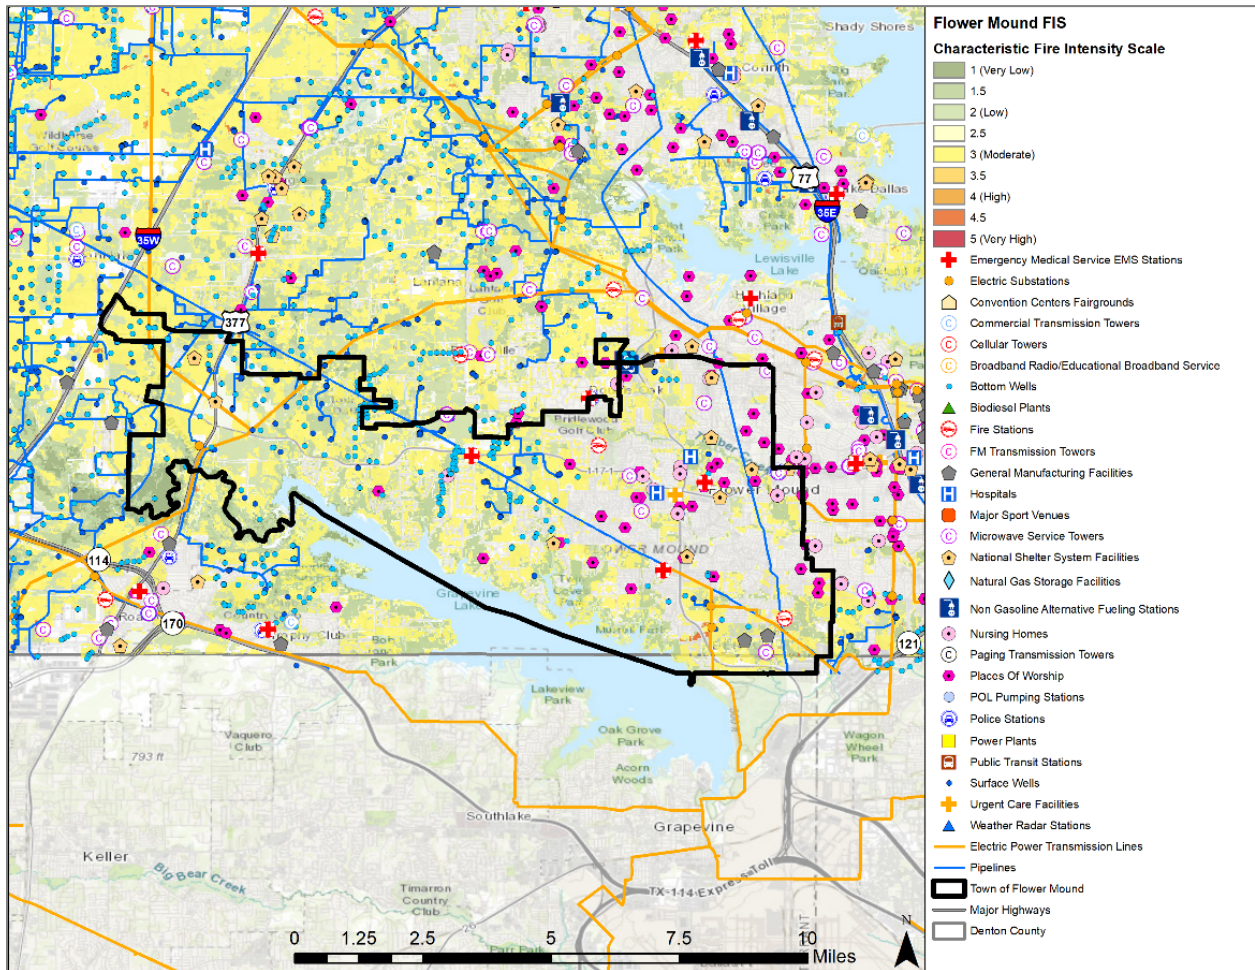 Flower Mound FIS
Characteristic Fire Intensity Scale
1 (Very Low)
1.5
2 (Low)
2.5
3 (Moderate)
3.5
4 (High)
4.5
5 (Very High)
Emergency Medical Service EMS Stations
Electric Substations
Convention Centers Fairgrounds
Commercial Transmission Towers
Cellular Towers
Broadband Radio/Educational Broadband Service
Bottom Wells
Biodiesel Plants
Fire Stations
FM Transmission Towers
General Manufacturing Facilities
Hospitals
Major Sport Venues
Microwave Service Towers
National Shelter System Facilities
Natural Gas Storage Facilities
Non Gasoline Alternative Fueling Stations
Nursing Homes
Paging Transmission Towers
Places Of Worship
POL Pumping Stations
Police Stations
Power Plants
Public Transit Stations
Surface Wells
Urgent Care Facilities
Weather Radar Stations
Electric Power Transmission Lines
Pipelines
Town of Flower Mound
Major Highways
Denton County
Shady Shores
77
35E
35W
377
Lewisville
Lake
Lantana
Golf Club
1-17-1
FLOWER MOUND
114
170
121
Grapevine
Lake
Park
Lakeview
Park
Oak Grove
Park
Acorn
Woods
Wagon
Wheel
Park
Vaquero
Club
793 ft
Southlake
Grapevine
Keller
Big Bear Creek
Timarron
Country
Club
TX-114 Express Toll
N
0 1.25 2.5 5 7.5 10
Miles